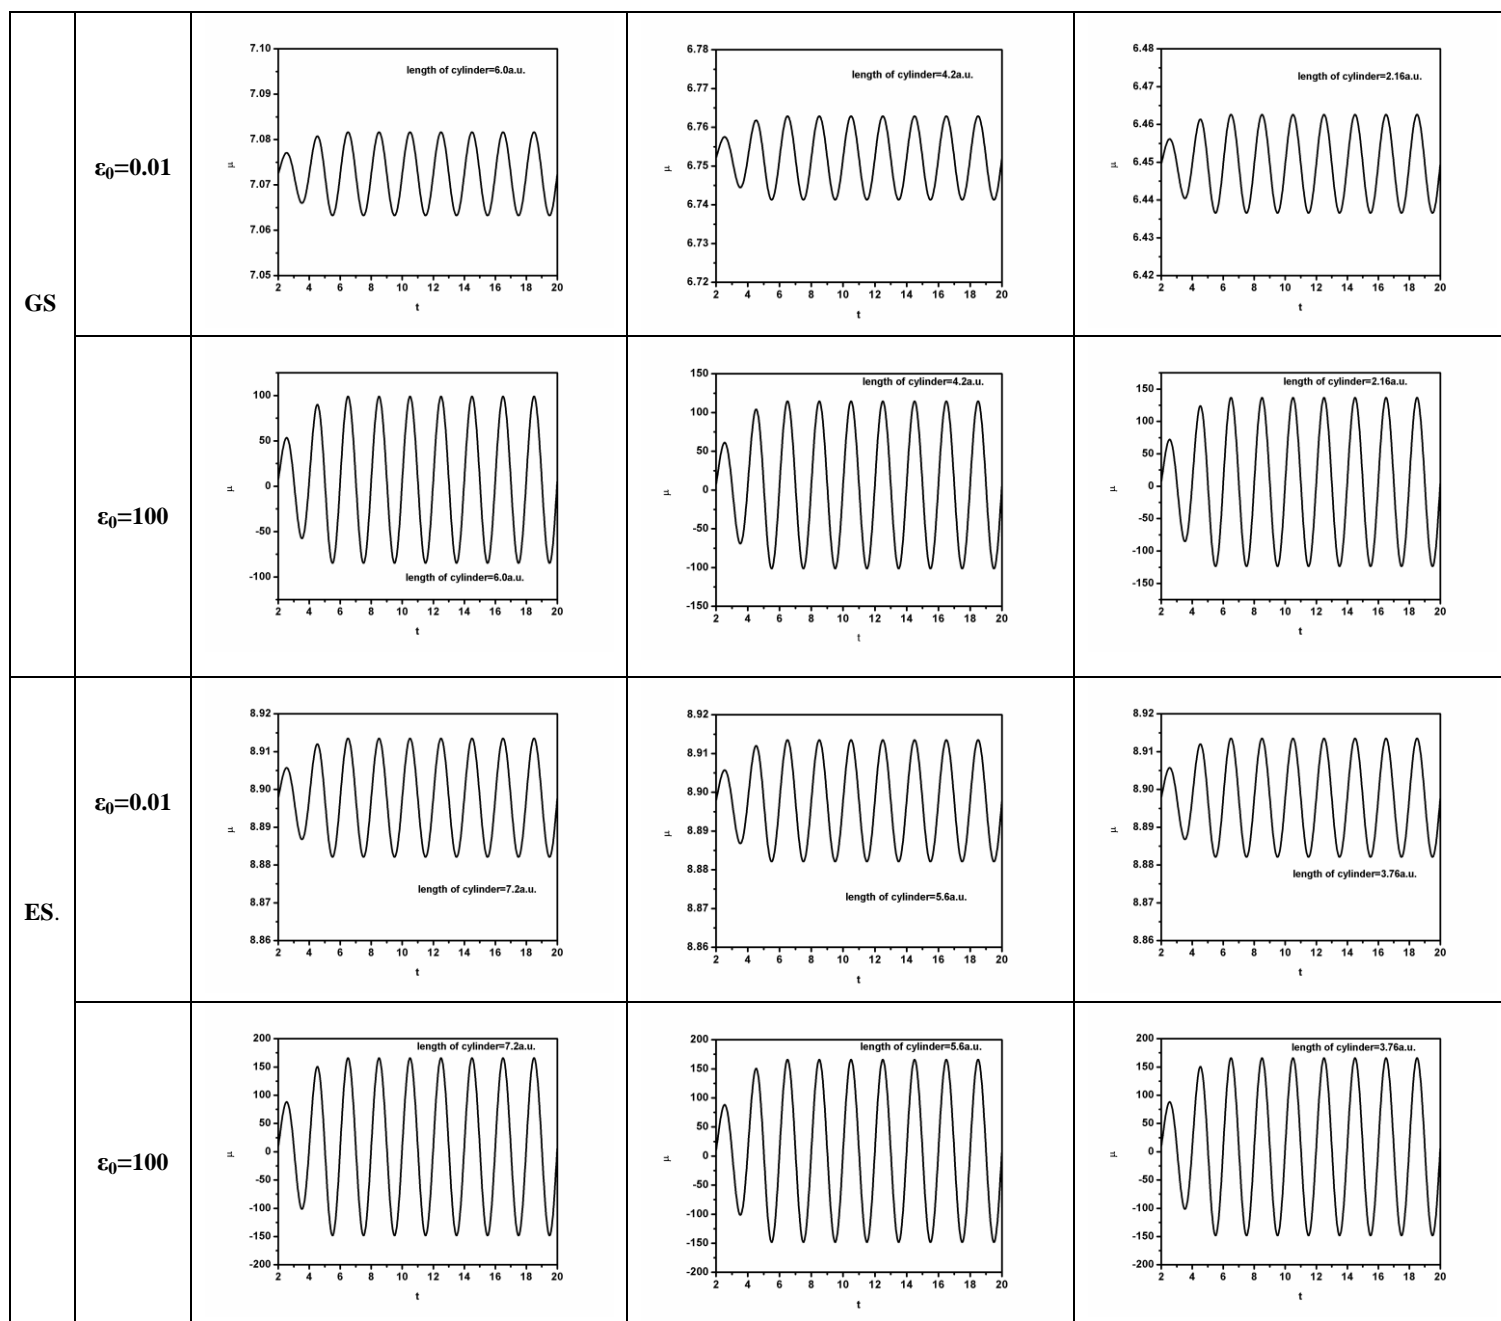 GS
ε0=0.01
7.10
7.09
7.08
7.07
7.06
7.05
μ
length of cylinder=6.0a.u.
2 4 6 8 10 12 14 16 18 20
t
6.78
6.77
6.76
6.75
6.74
6.73
6.72
μ
length of cylinder=4.2a.u.
2 4 6 8 10 12 14 16 18 20
t
6.48
6.47
6.46
6.45
6.44
6.43
6.42
μ
length of cylinder=2.16a.u.
2 4 6 8 10 12 14 16 18 20
t
ε0=100
100
50
0
-50
-100
μ
length of cylinder=6.0a.u.
2 4 6 8 10 12 14 16 18 20
t
150
100
50
0
-50
-100
-150
μ
length of cylinder=4.2a.u.
2 4 6 8 10 12 14 16 18 20
t
150
100
50
0
-50
-100
-150
μ
length of cylinder=2.16a.u.
2 4 6 8 10 12 14 16 18 20
t
ES.
ε0=0.01
8.92
8.91
8.90
8.89
8.88
8.87
8.86
μ
length of cylinder=7.2a.u.
2 4 6 8 10 12 14 16 18 20
t
8.92
8.91
8.90
8.89
8.88
8.87
8.86
μ
length of cylinder=5.6a.u.
2 4 6 8 10 12 14 16 18 20
t
8.92
8.91
8.90
8.89
8.88
8.87
8.86
μ
length of cylinder=3.76a.u.
2 4 6 8 10 12 14 16 18 20
t
ε0=100
200
150
100
50
0
-50
-100
-150
-200
μ
length of cylinder=7.2a.u.
2 4 6 8 10 12 14 16 18 20
t
200
150
100
50
0
-50
-100
-150
-200
μ
length of cylinder=5.6a.u.
2 4 6 8 10 12 14 16 18 20
t
200
150
100
50
0
-50
-100
-150
-200
μ
length of cylinder=3.76a.u.
2 4 6 8 10 12 14 16 18 20
t